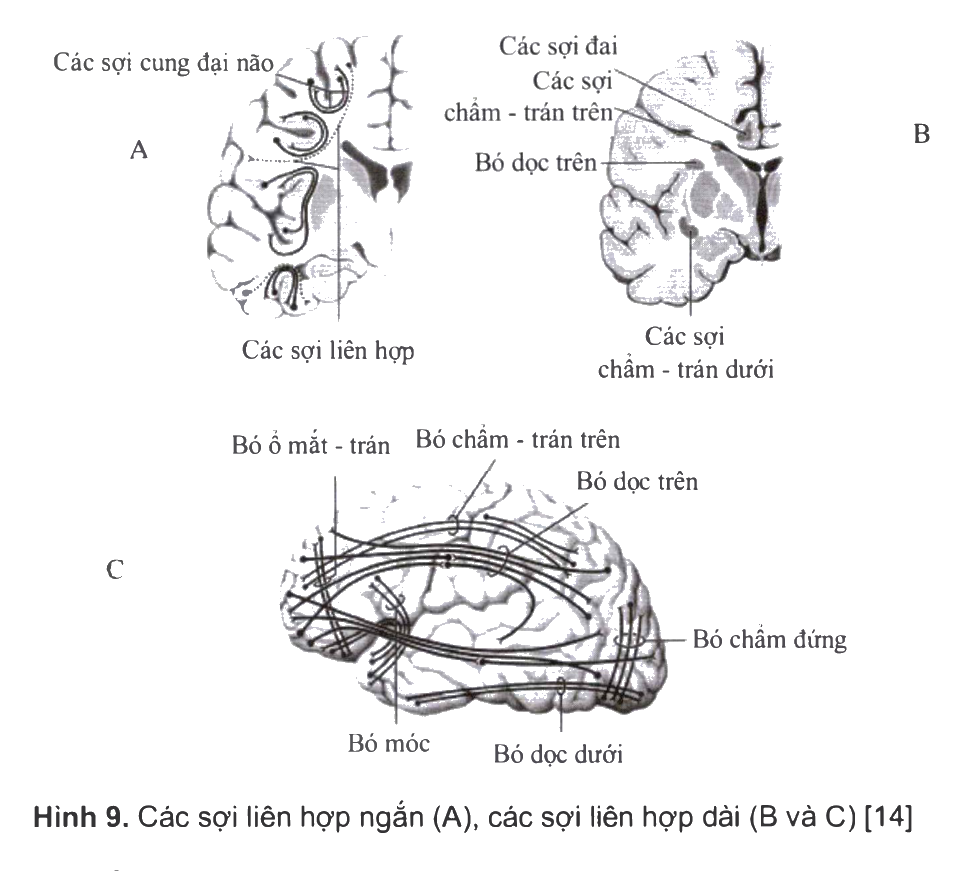 Các sợi cung đại não
A
Các sợi liên hợp
Các sợi đai
Các sợi
chẩm - trán trên
Bó dọc trên
B
Các sợi
chẩm - trán dưới
Bó ổ mắt - trán
Bó chẩm - trán trên
Bó dọc trên
C
Bó chẩm đứng
Bó móc
Bó dọc dưới
Hình 9. Các sợi liên hợp ngắn (A), các sợi liên hợp dài (B và C) [14]